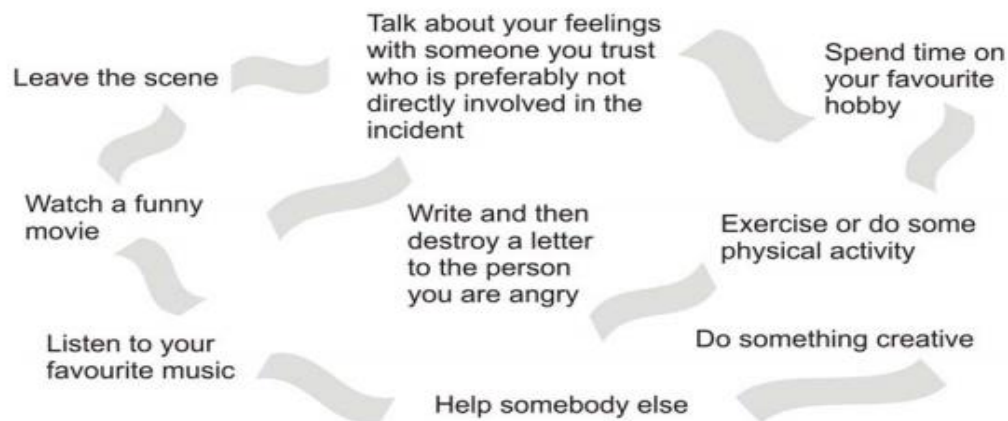 Leave the scene
Talk about your feelings
with someone you trust
who is preferably not
directly involved in the
incident
Spend time on
your favourite
hobby
Watch a funny
movie
Write and then
destroy a letter
to the person
you are angry
Exercise or do some
physical activity
Listen to your
favourite music
Do something creative
Help somebody else